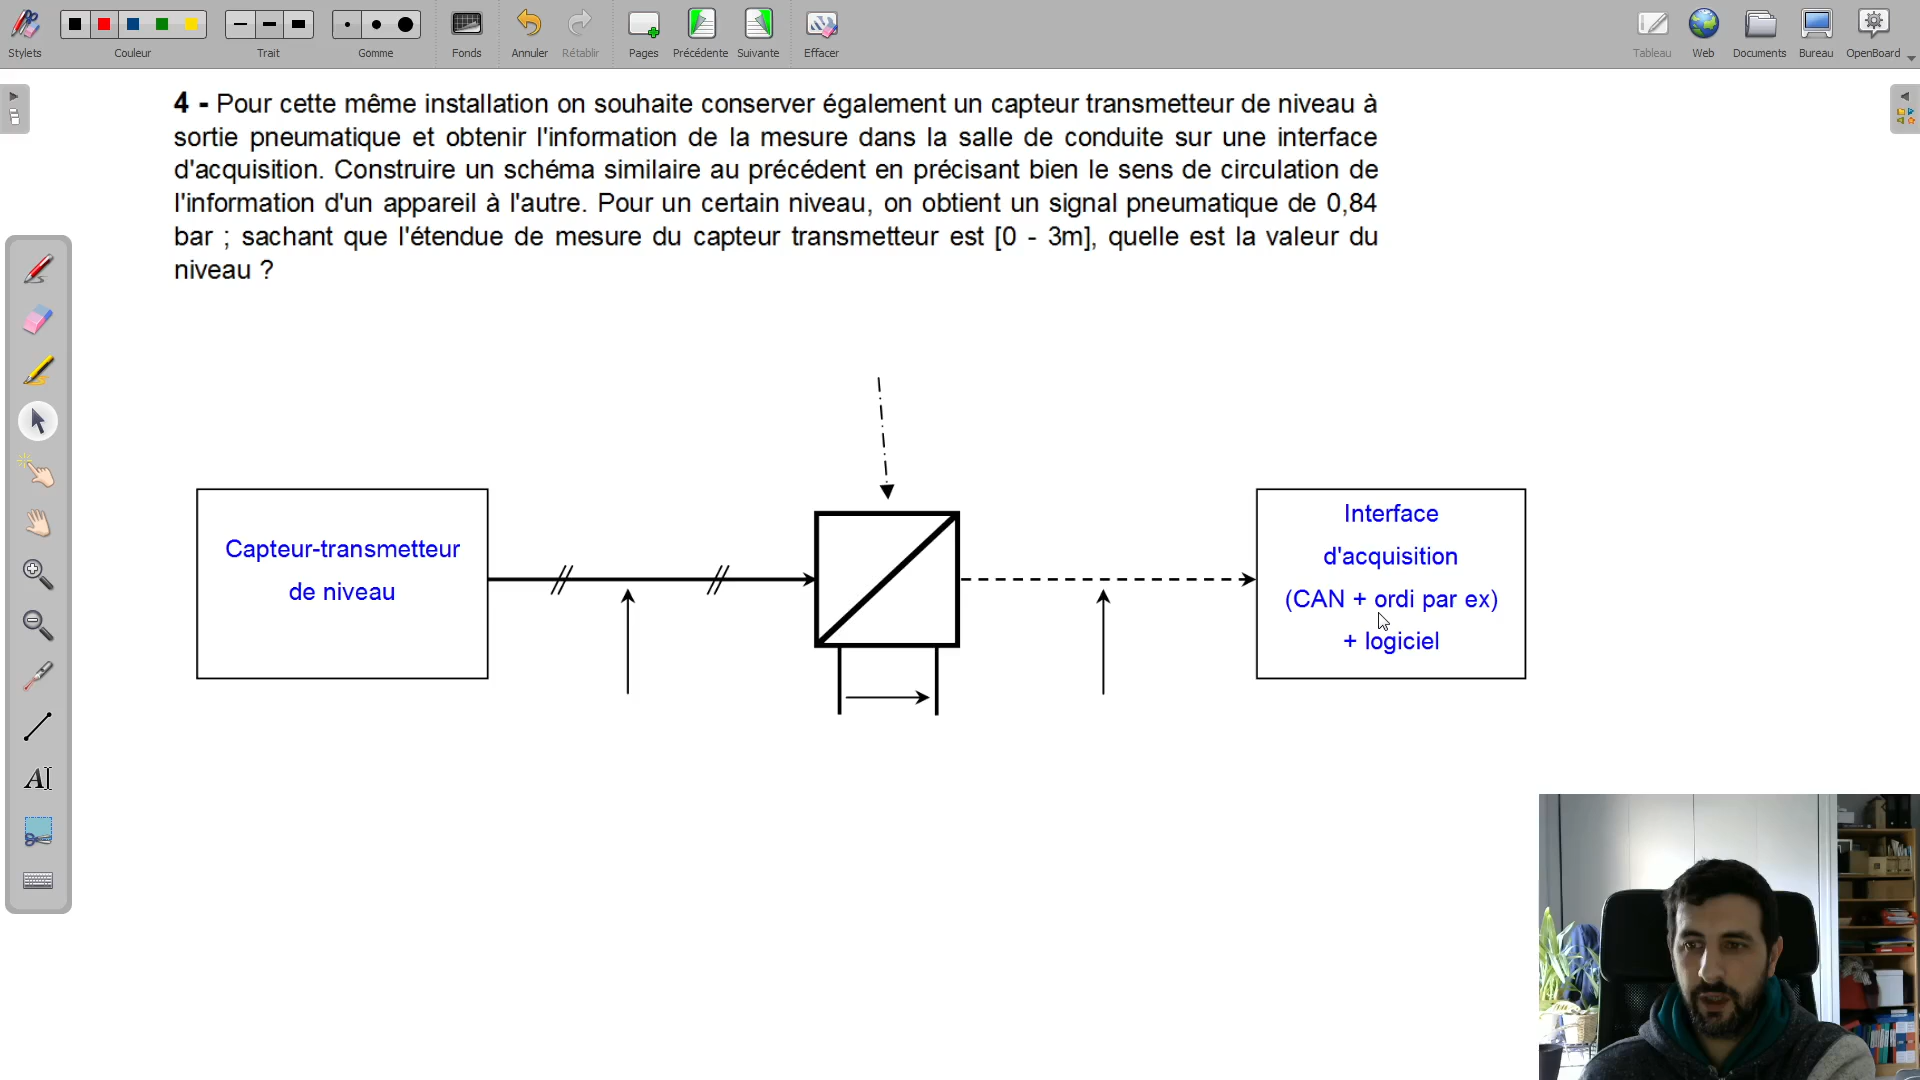 Stylets
Couleur
Trait
Gomme
Fonds
Annuler
Rétablir
Pages
Précédente
Suivante
Effacer
Tableau
Web
Documents
Bureau
OpenBoard
4 - Pour cette même installation on souhaite conserver également un capteur transmetteur de niveau à
sortie pneumatique et obtenir l'information de la mesure dans la salle de conduite sur une interface
d'acquisition. Construire un schéma similaire au précédent en précisant bien le sens de circulation de
l'information d'un appareil à l'autre. Pour un certain niveau, on obtient un signal pneumatique de 0,84
bar ; sachant que l'étendue de mesure du capteur transmetteur est [0 - 3m], quelle est la valeur du
niveau ?
Capteur-transmetteur
de niveau
Interface
d'acquisition
(CAN + ordi par ex)
+ logiciel